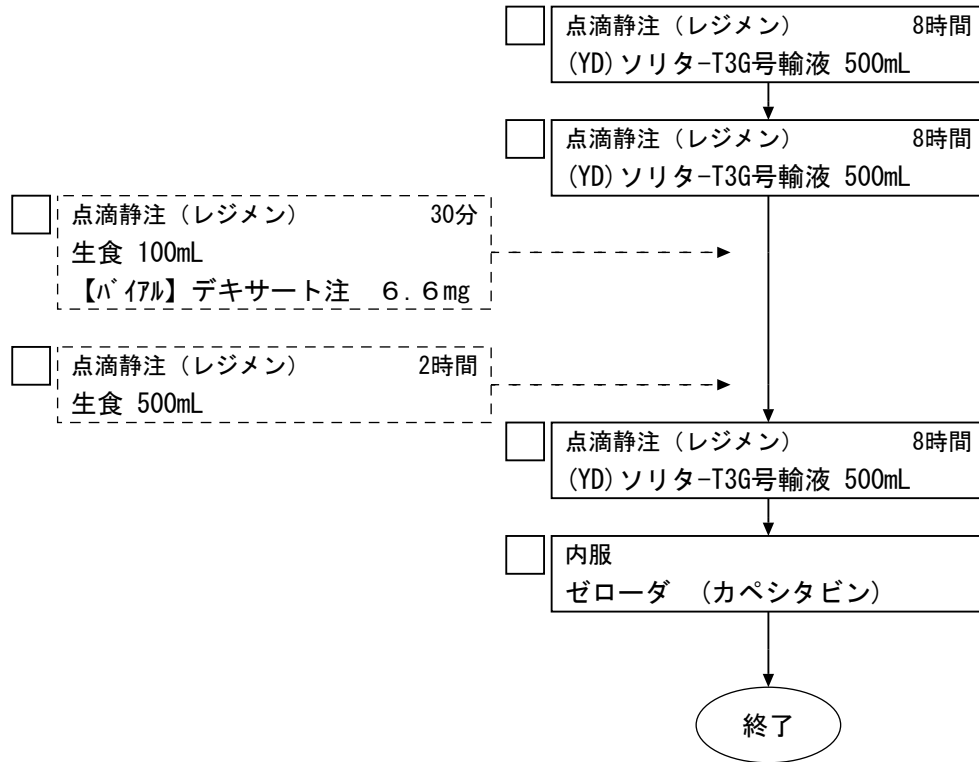 点滴静注（レジメン） 8時間
(YD)ソリタ-T3G号輸液 500mL
点滴静注（レジメン） 8時間
(YD)ソリタ-T3G号輸液 500mL
点滴静注（レジメン） 30分
生食 100mL
【ﾊﾞｲｱﾙ】デキサート注 ６.６mg
点滴静注（レジメン） 2時間
生食 500mL
点滴静注（レジメン） 8時間
(YD)ソリタ-T3G号輸液 500mL
内服
ゼローダ （カペシタビン）
終了